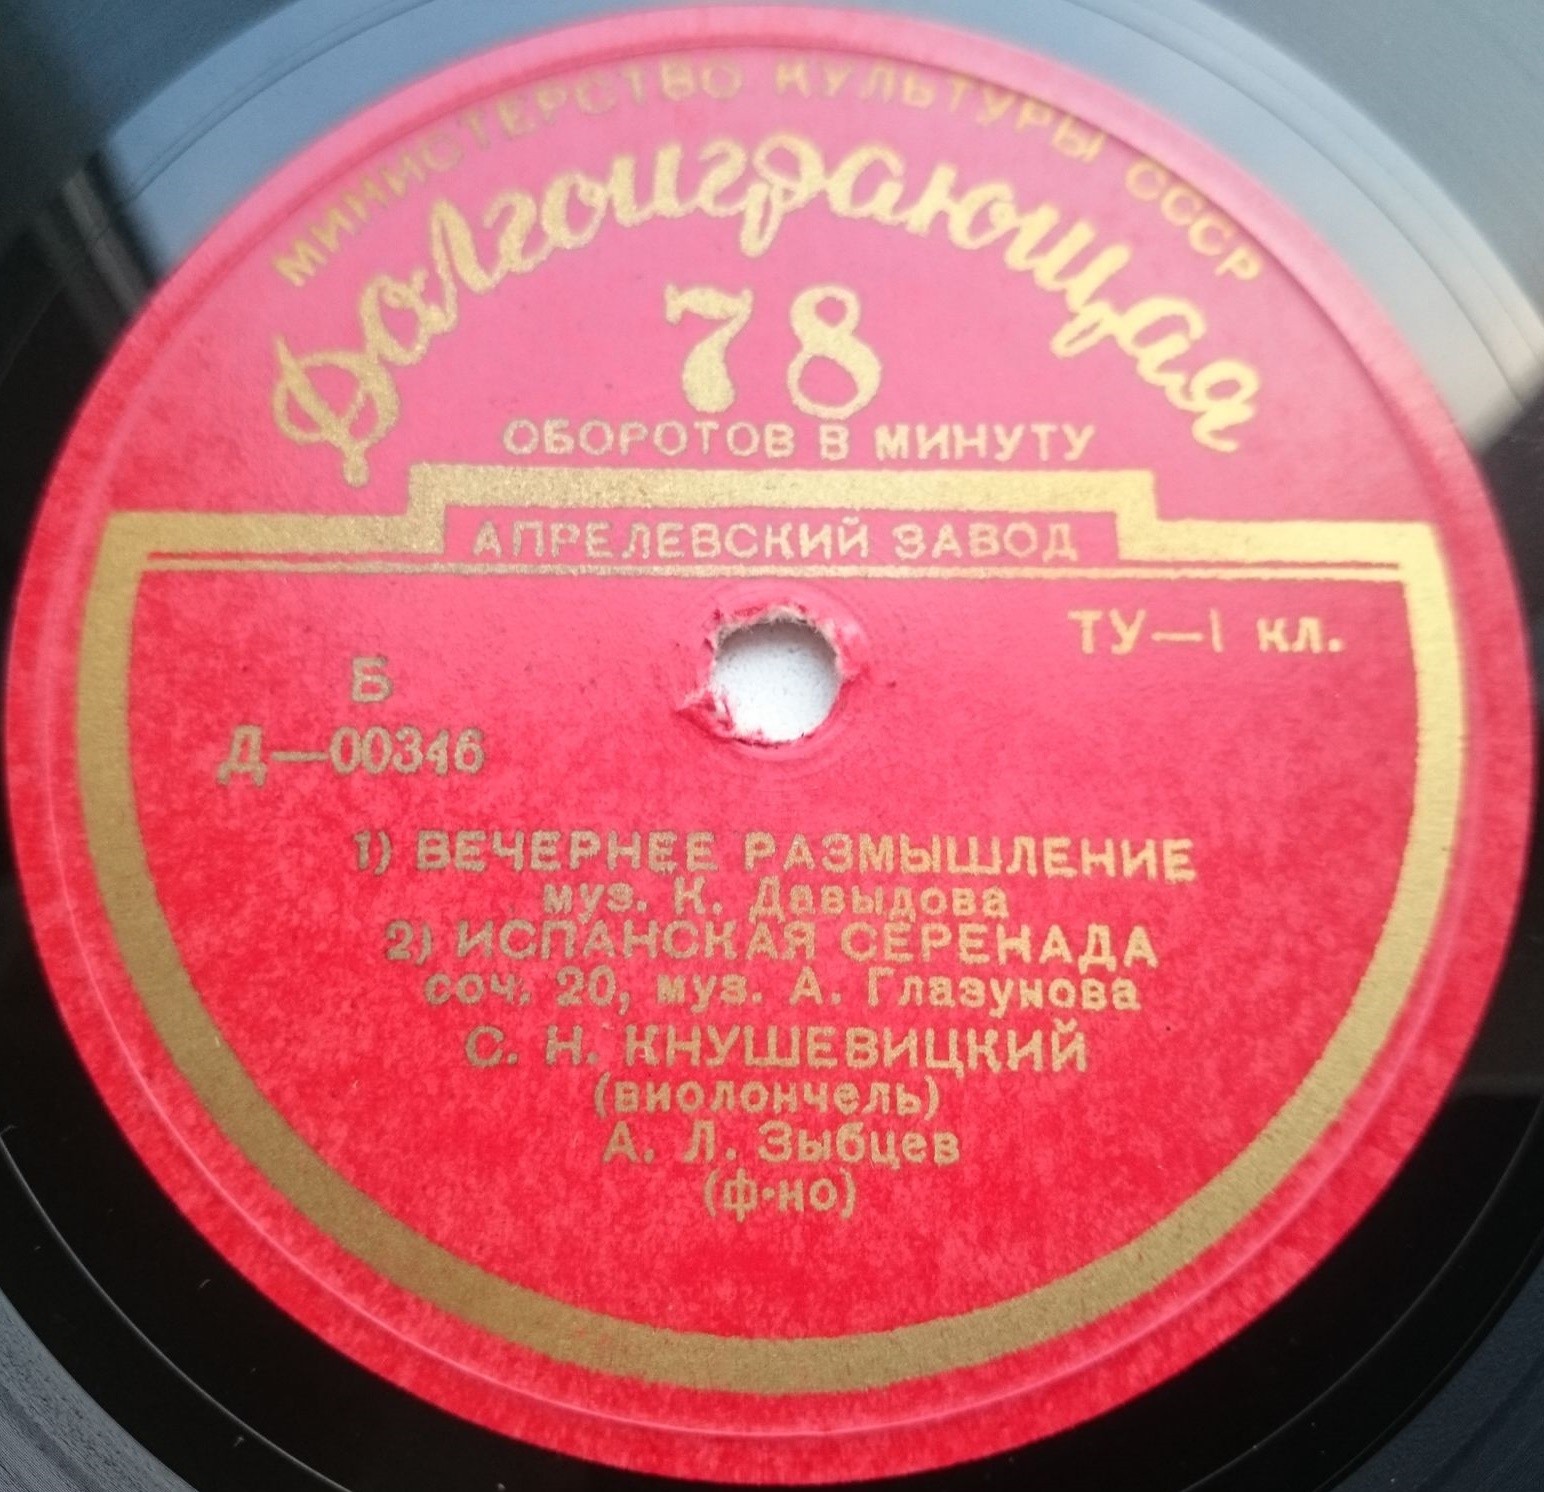 МИНИСТЕРСТВО КУЛЬТУРЫ СССР
Долгоиграющая
78
ОБОРОТОВ В МИНУТУ
АПРЕЛЕВСКИЙ ЗАВОД
ТУ—1 кл.
Б
Д—00346
1) ВЕЧЕРНЕЕ РАЗМЫШЛЕНИЕ
муз. К. Давыдова
2) ИСПАНСКАЯ СЕРЕНАДА
соч. 20, муз. А. Глазунова
С. Н. КНУШЕВИЦКИЙ
(виолончель)
А. Л. Зыбцев
(ф-но)